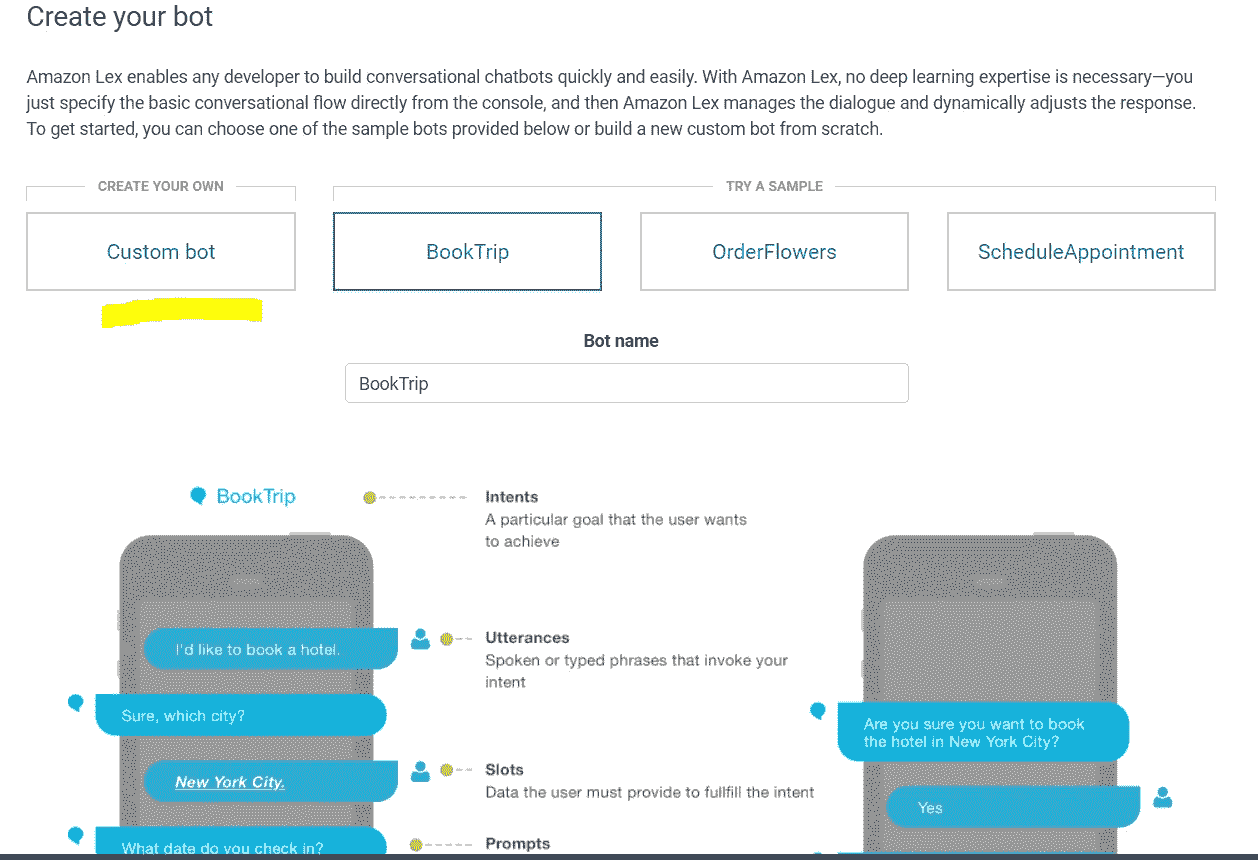 Create your bot
Amazon Lex enables any developer to build conversational chatbots quickly and easily. With Amazon Lex, no deep learning expertise is necessary—you
just specify the basic conversational flow directly from the console, and then Amazon Lex manages the dialogue and dynamically adjusts the response.
To get started, you can choose one of the sample bots provided below or build a new custom bot from scratch.
CREATE YOUR OWN
TRY A SAMPLE
Custom bot
BookTrip
OrderFlowers
ScheduleAppointment
Bot name
BookTrip
BookTrip
Intents
A particular goal that the user wants
to achieve
I'd like to book a hotel.
Utterances
Spoken or typed phrases that invoke your
intent
Sure, which city?
New York City.
Slots
Data the user must provide to fullfill the intent
What date do you check in?
Prompts
Are you sure you want to book
the hotel in New York City?
Yes